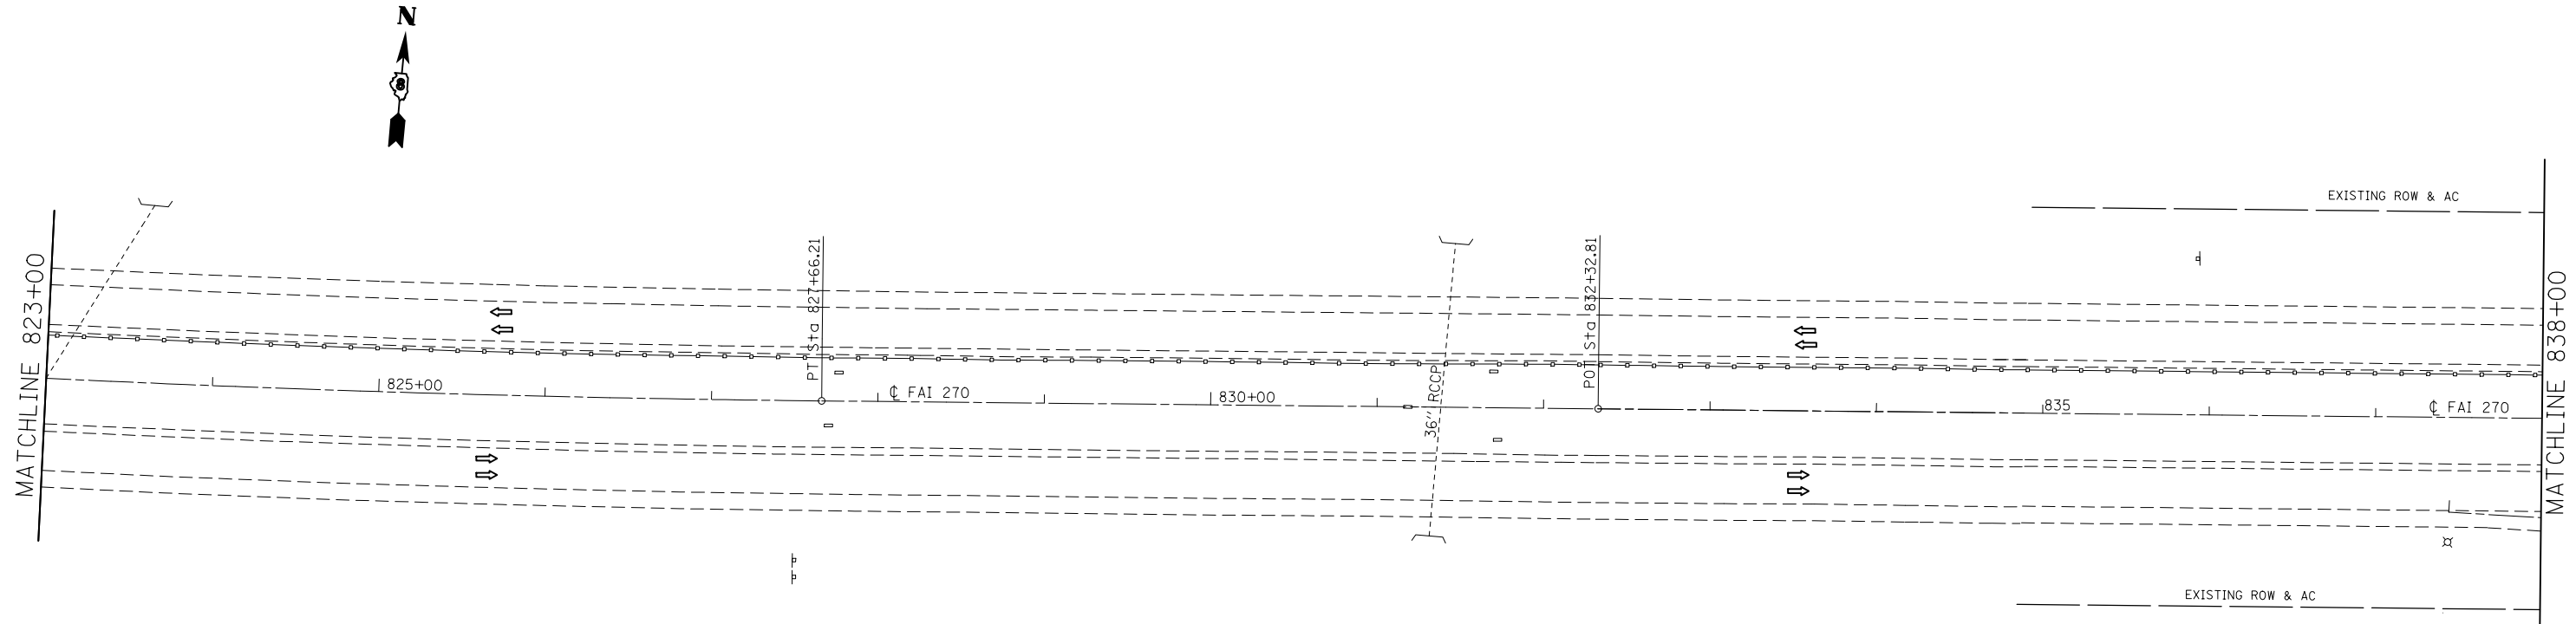 N
8
EXISTING ROW & AC
MATCHLINE 823+00
PT Sta 827+66.21
POT Sta 832+32.81
MATCHLINE 838+00
825+00
℄ FAI 270
830+00
36" RCCP
835
℄ FAI 270
EXISTING ROW & AC